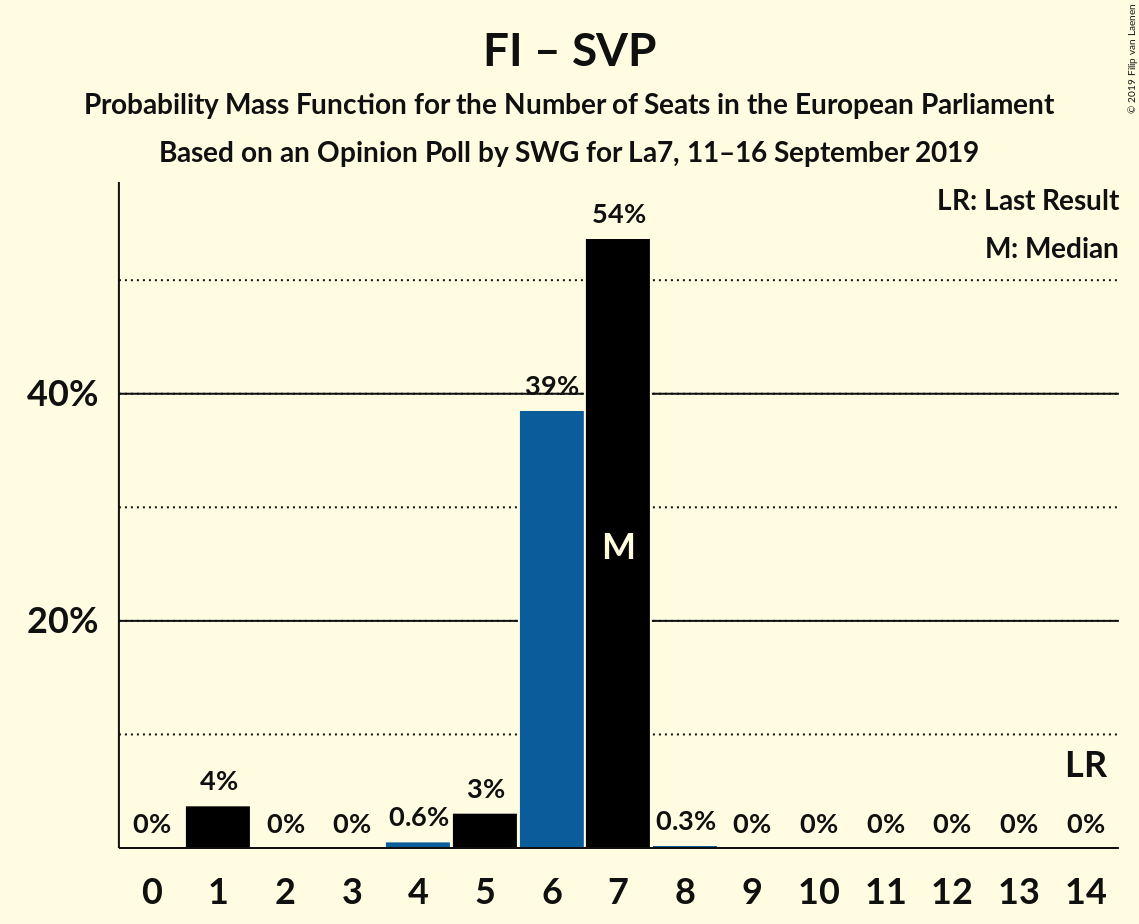 FI – SVP
Probability Mass Function for the Number of Seats in the European Parliament
Based on an Opinion Poll by SWG for La7, 11–16 September 2019
© 2019 Filip van Laenen
LR: Last Result
M: Median
54%
39%
40%
M
20%
LR
4%
3%
0% 0% 0% 0.6% 0.3% 0% 0% 0% 0% 0% 0%
0 1 2 3 4 5 6 7 8 9 10 11 12 13 14